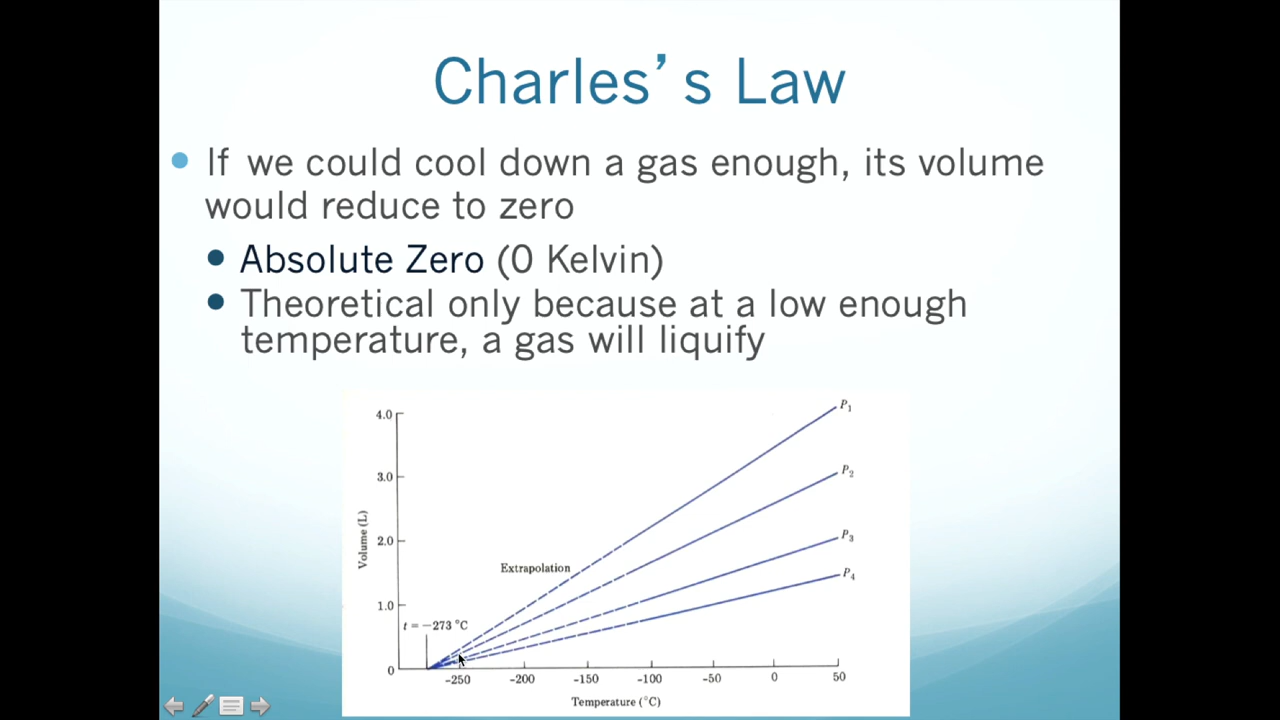 Charles’s Law
If we could cool down a gas enough, its volume
would reduce to zero
Absolute Zero (0 Kelvin)
Theoretical only because at a low enough
temperature, a gas will liquify
4.0
3.0
2.0
1.0
0
Volume (L)
P1
P2
P3
P4
Extrapolation
t = −273 °C
-250 -200 -150 -100 -50 0 50
Temperature (°C)